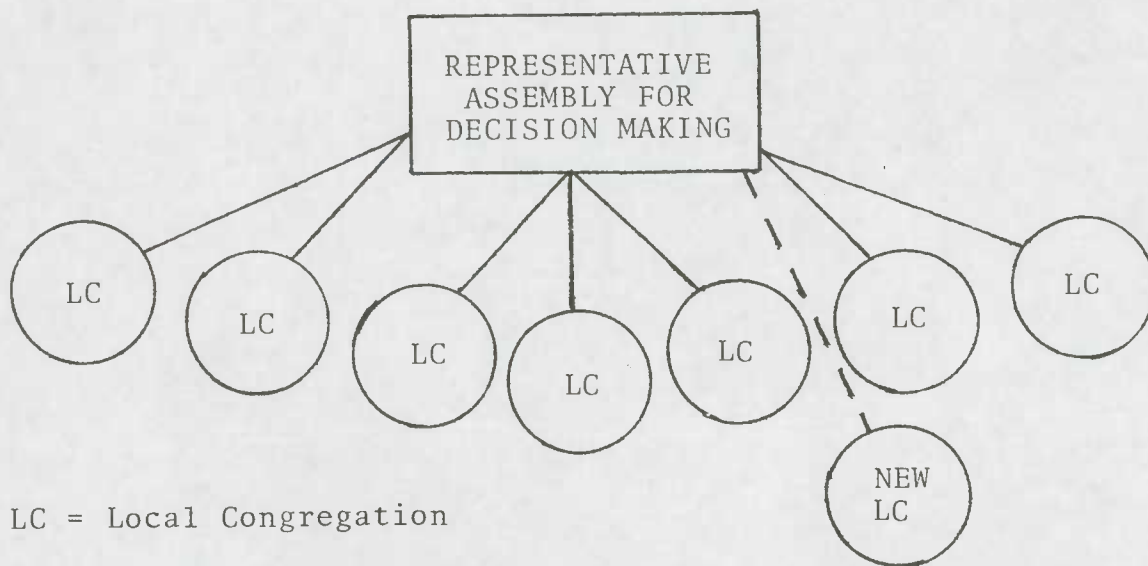 REPRESENTATIVE
ASSEMBLY FOR
DECISION MAKING
LC
LC
LC
LC
LC
LC
LC
NEW
LC
LC = Local Congregation